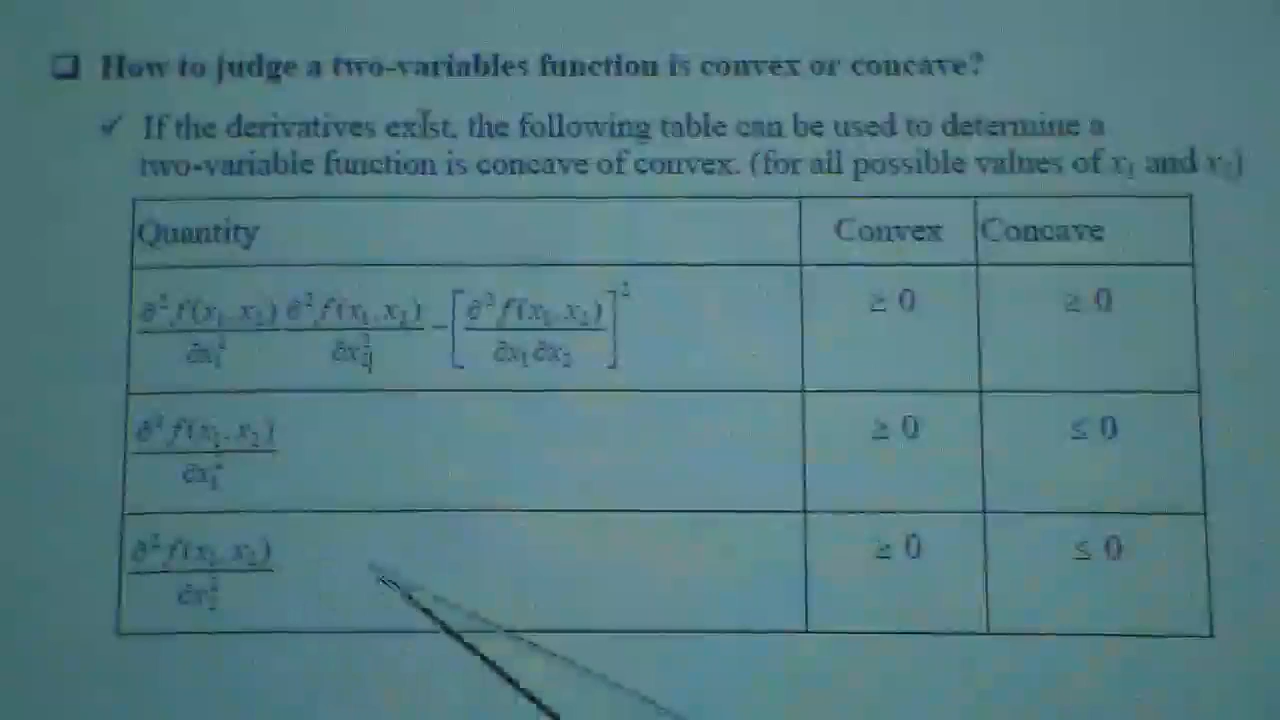 ❑ How to judge a two-variables function is convex or concave?
✓ If the derivatives exist, the following table can be used to determine a
two-variable function is concave of convex. (for all possible values of x₁ and x₂)
Quantity Convex Concave
∂²f(x₁,x₂)/∂x₁² ∂²f(x₁,x₂)/∂x₂² − [∂²f(x₁,x₂)/∂x₁∂x₂]² ≥ 0 ≥ 0
∂²f(x₁,x₂)/∂x₁² ≥ 0 ≤ 0
∂²f(x₁,x₂)/∂x₂² ≥ 0 ≤ 0